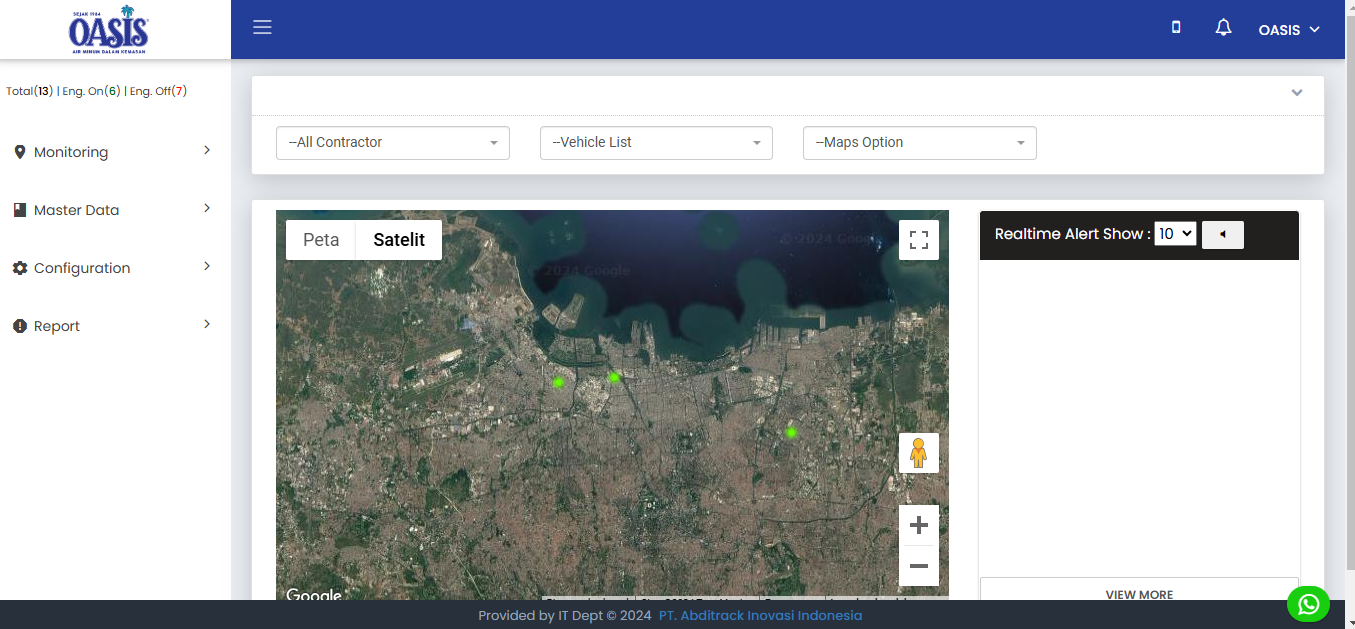 SEJAK 1984
OASIS
AIR MINUM DALAM KEMASAN
OASIS
Total(13) | Eng. On(6) | Eng. Off(7)
Monitoring
Master Data
Configuration
Report
--All Contractor
--Vehicle List
--Maps Option
Peta
Satelit
© 2024 Google
2024 Google
Google
Realtime Alert Show : 10
VIEW MORE
Provided by IT Dept © 2024 PT. Abditrack Inovasi Indonesia